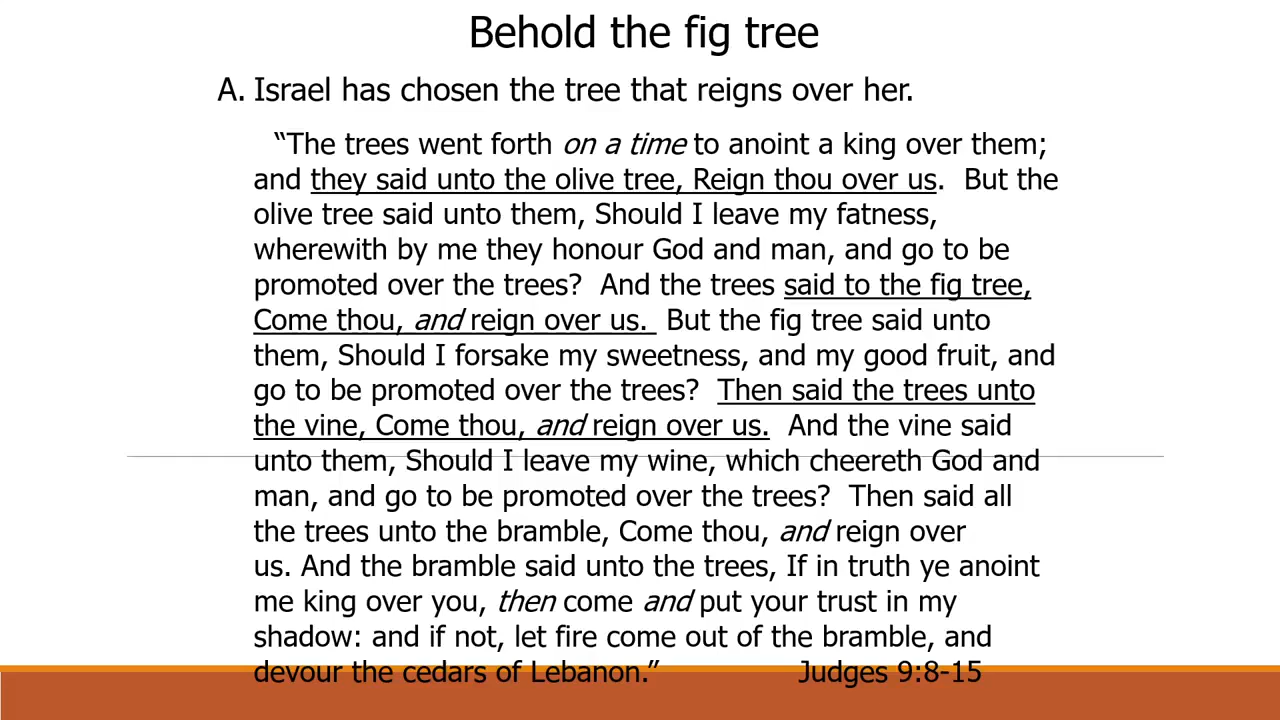 Behold the fig tree
A. Israel has chosen the tree that reigns over her.
“The trees went forth on a time to anoint a king over them;
and they said unto the olive tree, Reign thou over us.  But the
olive tree said unto them, Should I leave my fatness,
wherewith by me they honour God and man, and go to be
promoted over the trees?  And the trees said to the fig tree,
Come thou, and reign over us.  But the fig tree said unto
them, Should I forsake my sweetness, and my good fruit, and
go to be promoted over the trees?  Then said the trees unto
the vine, Come thou, and reign over us.  And the vine said
unto them, Should I leave my wine, which cheereth God and
man, and go to be promoted over the trees?  Then said all
the trees unto the bramble, Come thou, and reign over
us. And the bramble said unto the trees, If in truth ye anoint
me king over you, then come and put your trust in my
shadow: and if not, let fire come out of the bramble, and
devour the cedars of Lebanon.” Judges 9:8-15